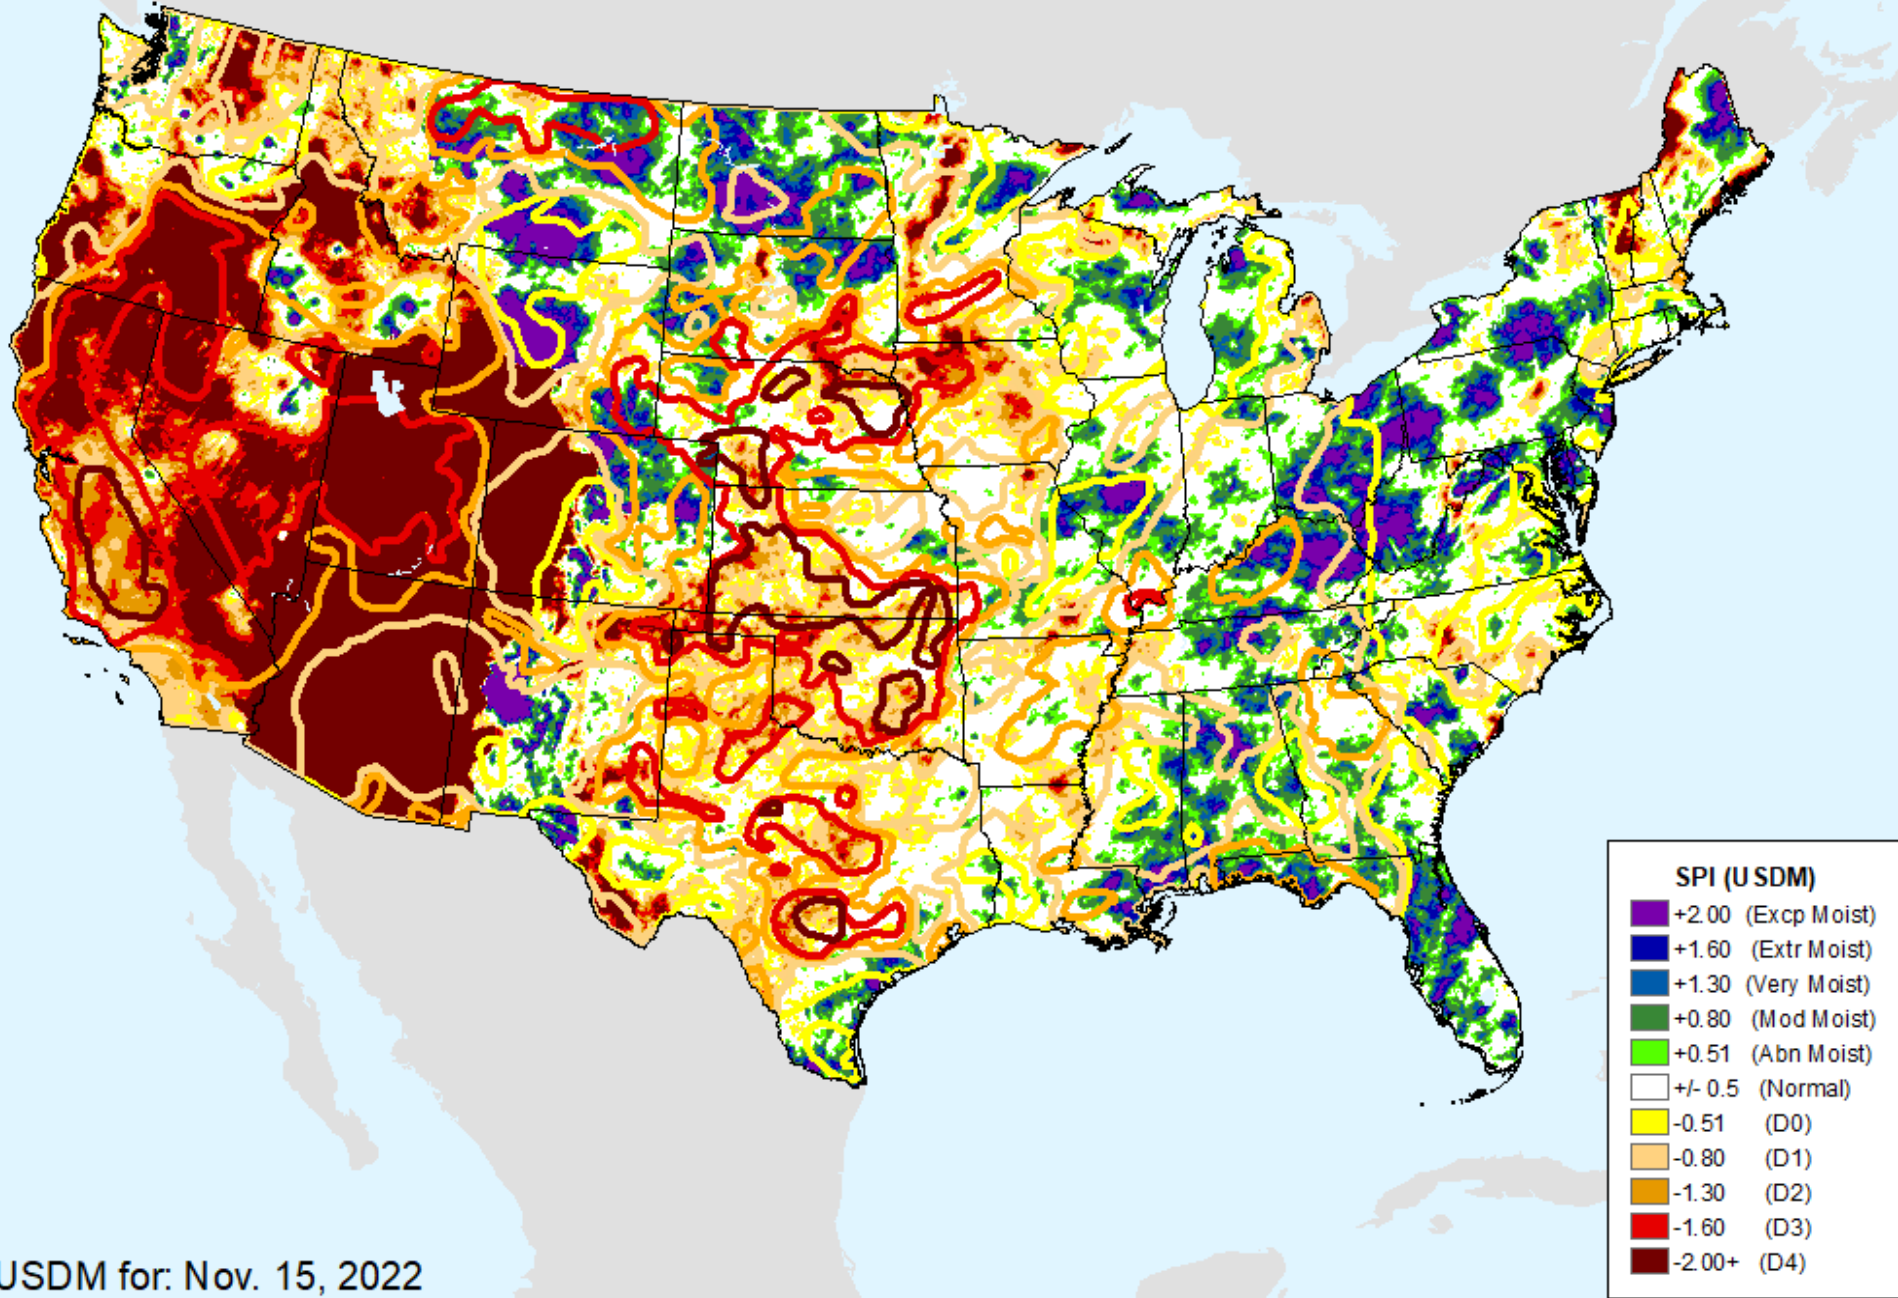 SPI (USDM)
+2.00 (Excp Moist)
+1.60 (Extr Moist)
+1.30 (Very Moist)
+0.80 (Mod Moist)
+0.51 (Abn Moist)
+/- 0.5 (Normal)
-0.51 (D0)
-0.80 (D1)
-1.30 (D2)
-1.60 (D3)
-2.00+ (D4)
USDM for: Nov. 15, 2022